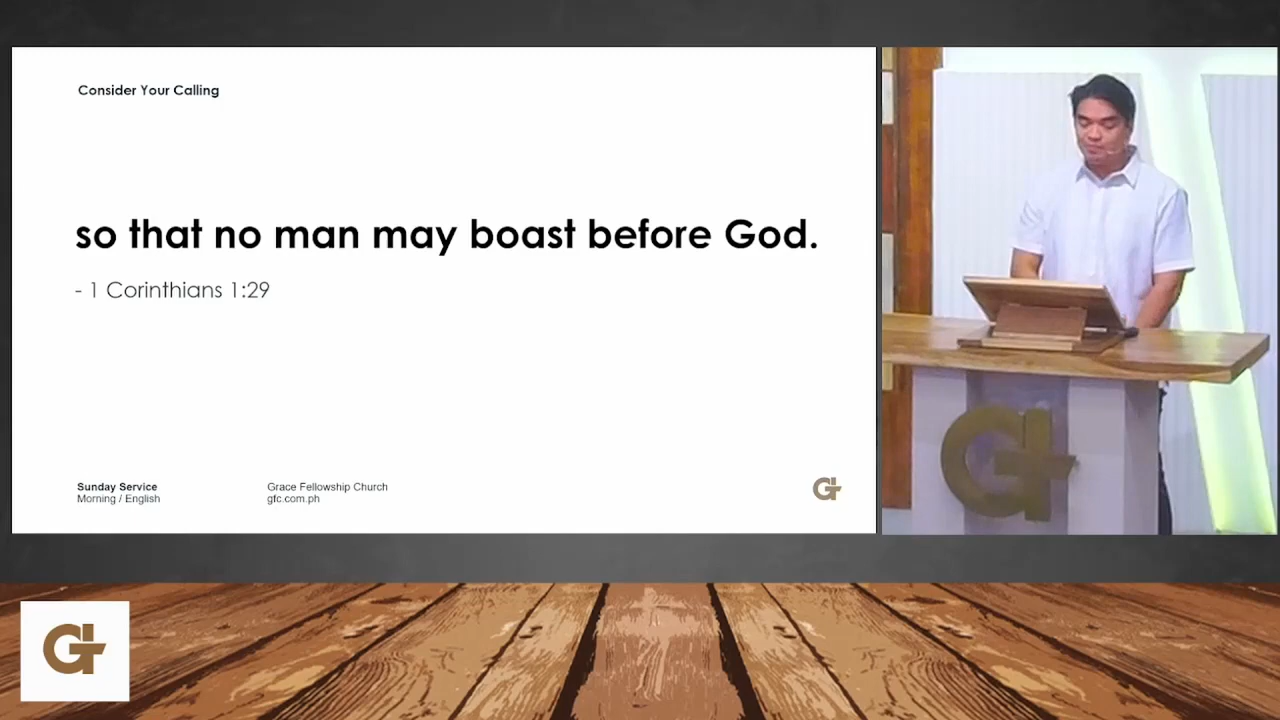 Consider Your Calling
so that no man may boast before God.
- 1 Corinthians 1:29
Sunday Service
Morning / English
Grace Fellowship Church
gfc.com.ph